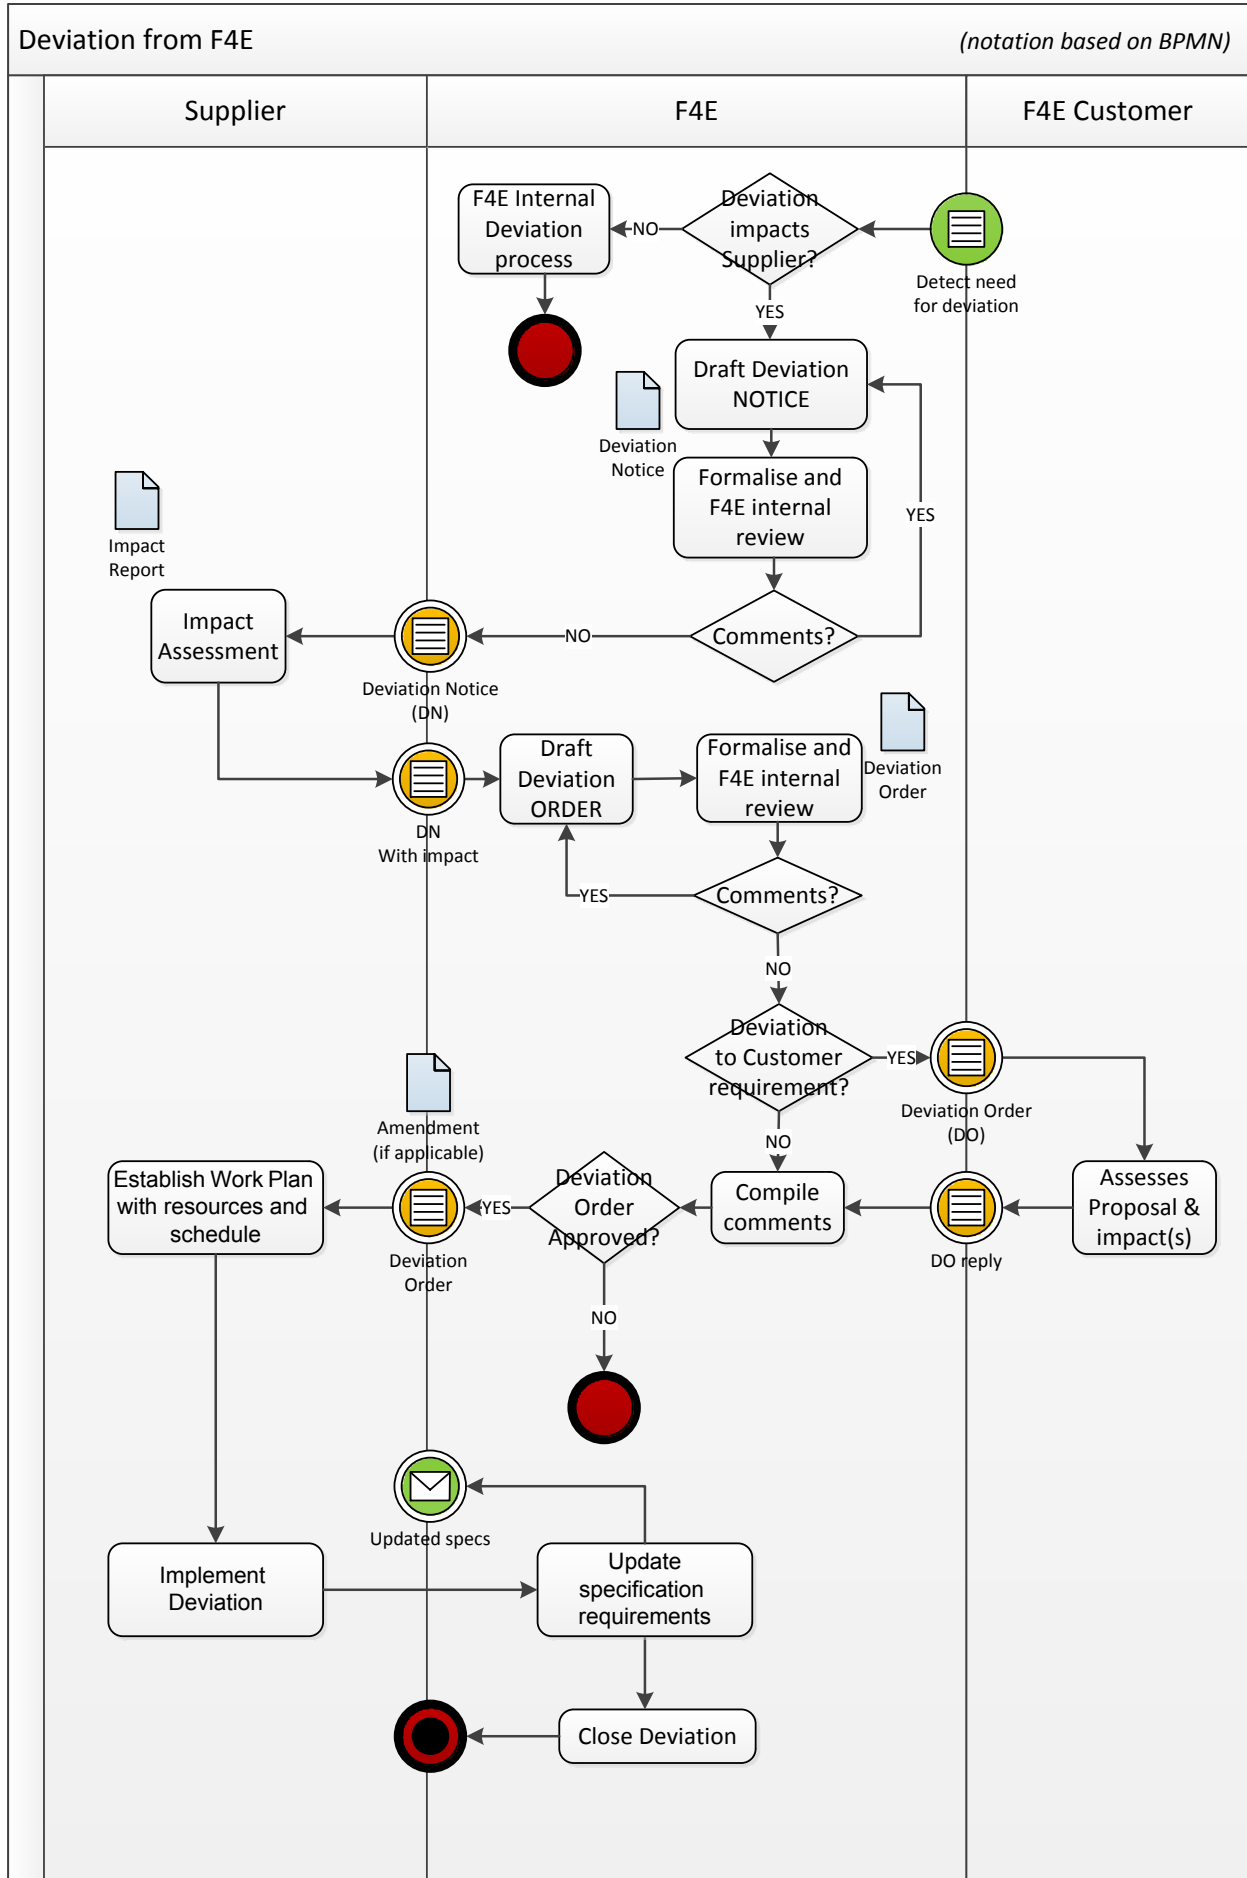 Deviation from F4E
(notation based on BPMN)
Supplier
F4E
F4E Customer
F4E Internal
Deviation
process
NO
Deviation
impacts
Supplier?
Detect need
for deviation
YES
Draft Deviation
NOTICE
Deviation
Notice
Formalise and
F4E internal
review
YES
Impact
Report
Impact
Assessment
Deviation Notice
(DN)
NO
Comments?
DN
With impact
Draft
Deviation
ORDER
Formalise and
F4E internal
review
Deviation
Order
YES
Comments?
NO
Deviation
to Customer
requirement?
YES
Deviation Order
(DO)
NO
Amendment
(if applicable)
Establish Work Plan
with resources and
schedule
Deviation
Order
YES
Deviation
Order
Approved?
Compile
comments
DO reply
Assesses
Proposal &
impact(s)
NO
Updated specs
Implement
Deviation
Update
specification
requirements
Close Deviation